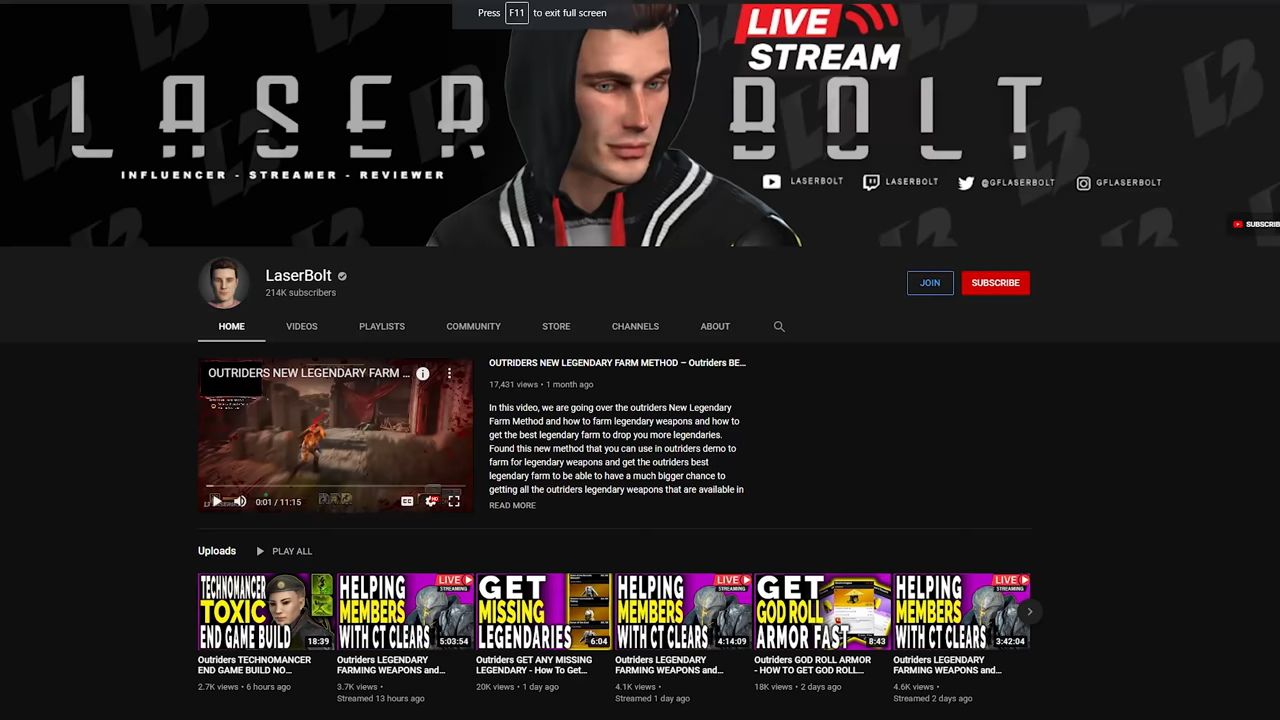 Press F11 to exit full screen
LIVE
STREAM
LASER BOLT
INFLUENCER - STREAMER - REVIEWER
LASERBOLT LASERBOLT @GFLASERBOLT GFLASERBOLT
LaserBolt
214K subscribers
JOIN SUBSCRIBE
HOME VIDEOS PLAYLISTS COMMUNITY STORE CHANNELS ABOUT
OUTRIDERS NEW LEGENDARY FARM ...
0:01 / 11:15
OUTRIDERS NEW LEGENDARY FARM METHOD – Outriders BE...
17,431 views • 1 month ago
In this video, we are going over the outriders New Legendary
Farm Method and how to farm legendary weapons and how to
get the best legendary farm to drop you more legendaries.
Found this new method that you can use in outriders demo to
farm for legendary weapons and get the outriders best
legendary farm to be able to have a much bigger chance to
getting all the outriders legendary weapons that are available in
READ MORE
Uploads PLAY ALL
TECHNOMANCER
TOXIC
END GAME BUILD
18:39
Outriders TECHNOMANCER
END GAME BUILD NO...
2.7K views • 6 hours ago
LIVE
STREAMING
HELPING
MEMBERS
WITH CT CLEARS
5:03:54
Outriders LEGENDARY
FARMING WEAPONS and...
3.7K views •
Streamed 13 hours ago
GET
MISSING
LEGENDARIES
6:04
Outriders GET ANY MISSING
LEGENDARY - How To Get...
20K views • 1 day ago
LIVE
STREAMING
HELPING
MEMBERS
WITH CT CLEARS
4:14:09
Outriders LEGENDARY
FARMING WEAPONS and...
4.1K views •
Streamed 1 day ago
GET
GOD ROLL
ARMOR FAST
8:43
Outriders GOD ROLL ARMOR
- HOW TO GET GOD ROLL...
18K views • 2 days ago
LIVE
STREAMING
HELPING
MEMBERS
WITH CT CLEARS
3:42:04
Outriders LEGENDARY
FARMING WEAPONS and...
4.6K views •
Streamed 2 days ago